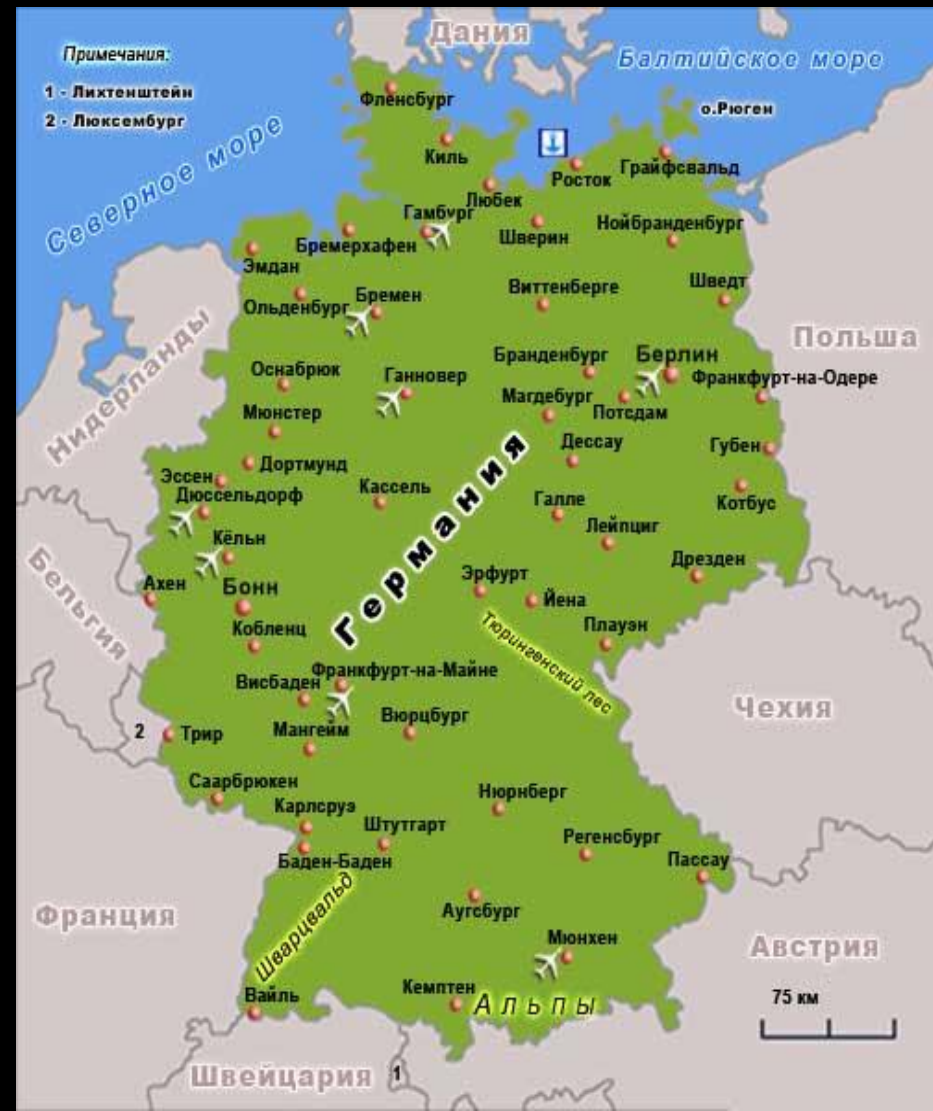 Дания
Примечания:
Балтийское море
1 - Лихтенштейн
2 - Люксембург
Фленсбург
о.Рюген
Северное море
Киль
Росток
Грайфсвальд
Любек
Гамбург
Шверин
Нойбранденбург
Бремерхафен
Эмдан
Ольденбург
Бремен
Виттенберге
Шведт
Нидерланды
Польша
Оснабрюк
Ганновер
Бранденбург
Берлин
Франкфурт-на-Одере
Магдебург
Потсдам
Мюнстер
Дессау
Губен
Дортмунд
Эссен
Дюссельдорф
Кассель
Германия
Галле
Котбус
Лейпциг
Кёльн
Дрезден
Бельгия
Ахен
Бонн
Эрфурт
Йена
Кобленц
Тюрингенский лес
Плауэн
Франкфурт-на-Майне
Висбаден
Чехия
2
Трир
Мангейм
Вюрцбург
Саарбрюкен
Нюрнберг
Карлсруэ
Штутгарт
Регенсбург
Баден-Баден
Пассау
Франция
Шварцвальд
Аугсбург
Мюнхен
Австрия
Вайль
Кемптен
Альпы
75 км
Швейцария
1